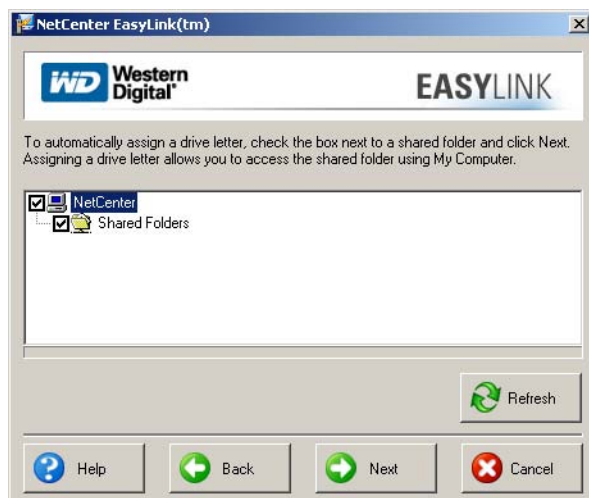 NetCenter EasyLink(tm)
WD Western Digital®
EASYLINK
To automatically assign a drive letter, check the box next to a shared folder and click Next.
Assigning a drive letter allows you to access the shared folder using My Computer.
NetCenter
Shared Folders
Refresh
Help
Back
Next
Cancel